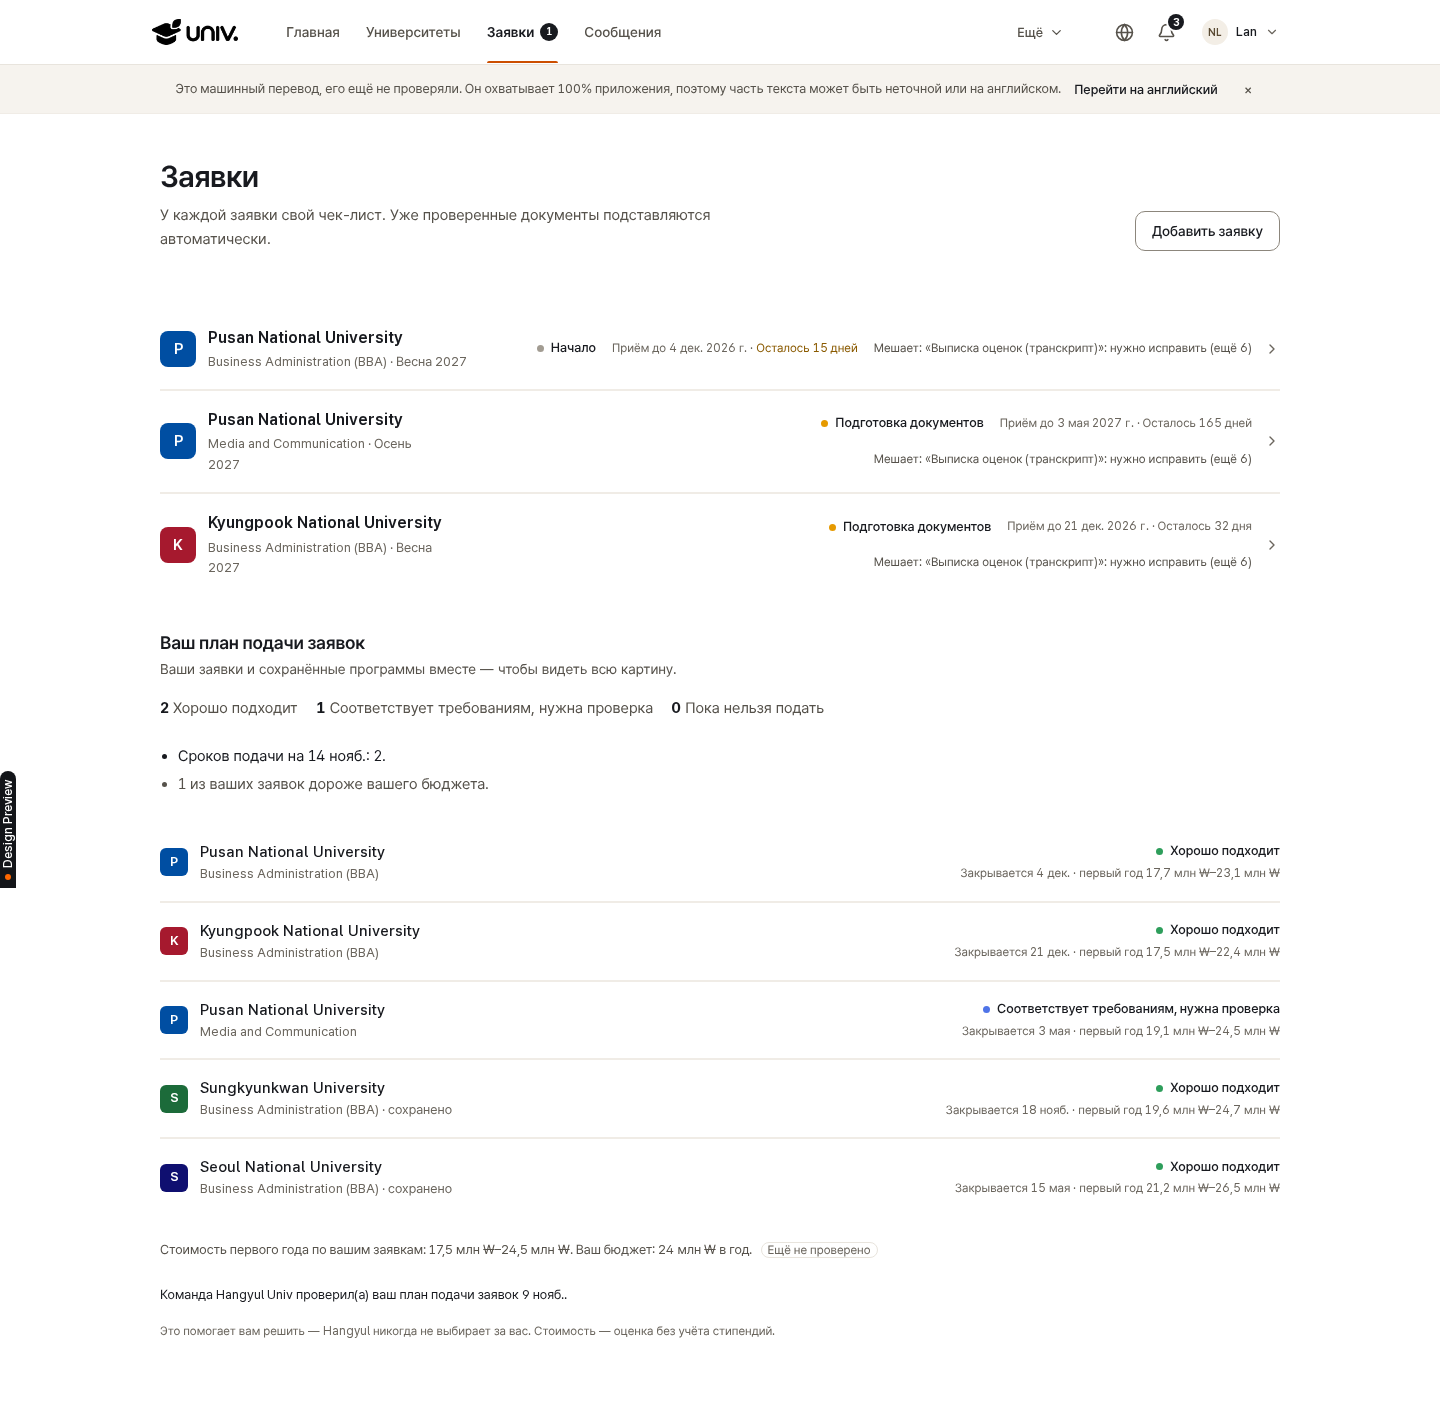 univ.
Главная Университеты Заявки 1 Сообщения Ещё 3 NL Lan
Это машинный перевод, его ещё не проверяли. Он охватывает 100% приложения, поэтому часть текста может быть неточной или на английском. Перейти на английский ×
Заявки
У каждой заявки свой чек-лист. Уже проверенные документы подставляются
автоматически.
Добавить заявку
P Pusan National University
Business Administration (BBA) · Весна 2027
Начало Приём до 4 дек. 2026 г. · Осталось 15 дней Мешает: «Выписка оценок (транскрипт)»: нужно исправить (ещё 6)
P Pusan National University
Media and Communication · Осень
2027
Подготовка документов Приём до 3 мая 2027 г. · Осталось 165 дней
Мешает: «Выписка оценок (транскрипт)»: нужно исправить (ещё 6)
K Kyungpook National University
Business Administration (BBA) · Весна
2027
Подготовка документов Приём до 21 дек. 2026 г. · Осталось 32 дня
Мешает: «Выписка оценок (транскрипт)»: нужно исправить (ещё 6)
Ваш план подачи заявок
Ваши заявки и сохранённые программы вместе — чтобы видеть всю картину.
2 Хорошо подходит 1 Соответствует требованиям, нужна проверка 0 Пока нельзя подать
• Сроков подачи на 14 нояб.: 2.
• 1 из ваших заявок дороже вашего бюджета.
Design Preview
P Pusan National University
Business Administration (BBA)
Хорошо подходит
Закрывается 4 дек. · первый год 17,7 млн ₩–23,1 млн ₩
K Kyungpook National University
Business Administration (BBA)
Хорошо подходит
Закрывается 21 дек. · первый год 17,5 млн ₩–22,4 млн ₩
P Pusan National University
Media and Communication
Соответствует требованиям, нужна проверка
Закрывается 3 мая · первый год 19,1 млн ₩–24,5 млн ₩
S Sungkyunkwan University
Business Administration (BBA) · сохранено
Хорошо подходит
Закрывается 18 нояб. · первый год 19,6 млн ₩–24,7 млн ₩
S Seoul National University
Business Administration (BBA) · сохранено
Хорошо подходит
Закрывается 15 мая · первый год 21,2 млн ₩–26,5 млн ₩
Стоимость первого года по вашим заявкам: 17,5 млн ₩–24,5 млн ₩. Ваш бюджет: 24 млн ₩ в год. Ещё не проверено
Команда Hangyul Univ проверил(а) ваш план подачи заявок 9 нояб..
Это помогает вам решить — Hangyul никогда не выбирает за вас. Стоимость — оценка без учёта стипендий.